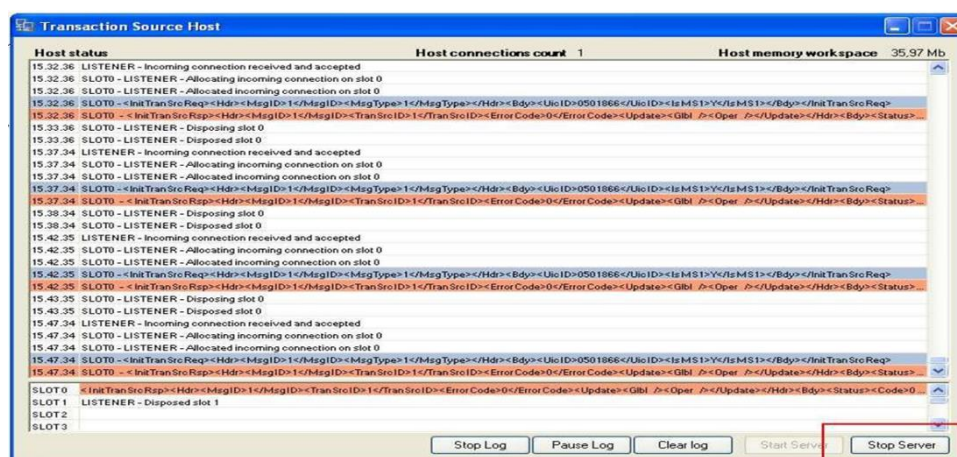 Transaction Source Host
Host status Host connections count 1 Host memory workspace 35,97 Mb
15.32.36 LISTENER - Incoming connection received and accepted
15.32.36 SLOT0 - LISTENER - Allocating incoming connection on slot 0
15.32.36 SLOT0 - LISTENER - Allocating incoming connection on slot 0
15.32.36 SLOT0 - <InitTranSrcReq><Hdr><MsgID>1</MsgID><MsgType>1</MsgType></Hdr><Bdy><UicID>0501866</UicID><IsMS1>Y</IsMS1></Bdy></InitTranSrcReq>
15.32.36 SLOT0 - <InitTranSrcRsp><Hdr><MsgID>1</MsgID><TranSrcID>1</TranSrcID><ErrorCode>0</ErrorCode><Update><Glbl /><Oper /></Update></Hdr><Bdy><Status>...
15.33.36 SLOT0 - LISTENER - Disposing slot 0
15.33.36 SLOT0 - LISTENER - Disposed slot 0
15.37.34 LISTENER - Incoming connection received and accepted
15.37.34 SLOT0 - LISTENER - Allocating incoming connection on slot 0
15.37.34 SLOT0 - LISTENER - Allocating incoming connection on slot 0
15.37.34 SLOT0 - <InitTranSrcReq><Hdr><MsgID>1</MsgID><MsgType>1</MsgType></Hdr><Bdy><UicID>0501866</UicID><IsMS1>Y</IsMS1></Bdy></InitTranSrcReq>
15.37.34 SLOT0 - <InitTranSrcRsp><Hdr><MsgID>1</MsgID><TranSrcID>1</TranSrcID><ErrorCode>0</ErrorCode><Update><Glbl /><Oper /></Update></Hdr><Bdy><Status>...
15.38.34 SLOT0 - LISTENER - Disposing slot 0
15.38.34 SLOT0 - LISTENER - Disposed slot 0
15.42.35 LISTENER - Incoming connection received and accepted
15.42.35 SLOT0 - LISTENER - Allocating incoming connection on slot 0
15.42.35 SLOT0 - LISTENER - Allocating incoming connection on slot 0
15.42.35 SLOT0 - <InitTranSrcReq><Hdr><MsgID>1</MsgID><MsgType>1</MsgType></Hdr><Bdy><UicID>0501866</UicID><IsMS1>Y</IsMS1></Bdy></InitTranSrcReq>
15.42.35 SLOT0 - <InitTranSrcRsp><Hdr><MsgID>1</MsgID><TranSrcID>1</TranSrcID><ErrorCode>0</ErrorCode><Update><Glbl /><Oper /></Update></Hdr><Bdy><Status>...
15.43.35 SLOT0 - LISTENER - Disposing slot 0
15.43.35 SLOT0 - LISTENER - Disposed slot 0
15.47.34 LISTENER - Incoming connection received and accepted
15.47.34 SLOT0 - LISTENER - Allocating incoming connection on slot 0
15.47.34 SLOT0 - LISTENER - Allocating incoming connection on slot 0
15.47.34 SLOT0 - <InitTranSrcReq><Hdr><MsgID>1</MsgID><MsgType>1</MsgType></Hdr><Bdy><UicID>0501866</UicID><IsMS1>Y</IsMS1></Bdy></InitTranSrcReq>
15.47.34 SLOT0 - <InitTranSrcRsp><Hdr><MsgID>1</MsgID><TranSrcID>1</TranSrcID><ErrorCode>0</ErrorCode><Update><Glbl /><Oper /></Update></Hdr><Bdy><Status>...
SLOT0 <InitTranSrcRsp><Hdr><MsgID>1</MsgID><TranSrcID>1</TranSrcID><ErrorCode>0</ErrorCode><Update><Glbl /><Oper /></Update></Hdr><Bdy><Status><Code>0...
SLOT1 LISTENER - Disposed slot 1
SLOT2
SLOT3
Stop Log Pause Log Clear log Start Server Stop Server